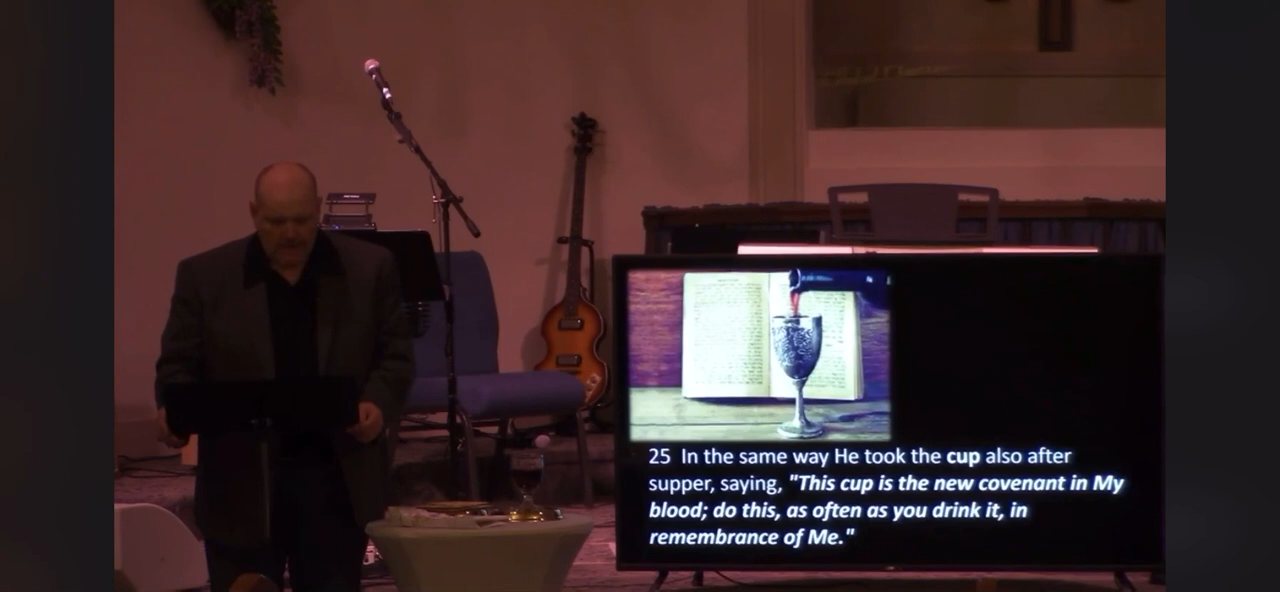 25 In the same way He took the cup also after
supper, saying, "This cup is the new covenant in My
blood; do this, as often as you drink it, in
remembrance of Me."